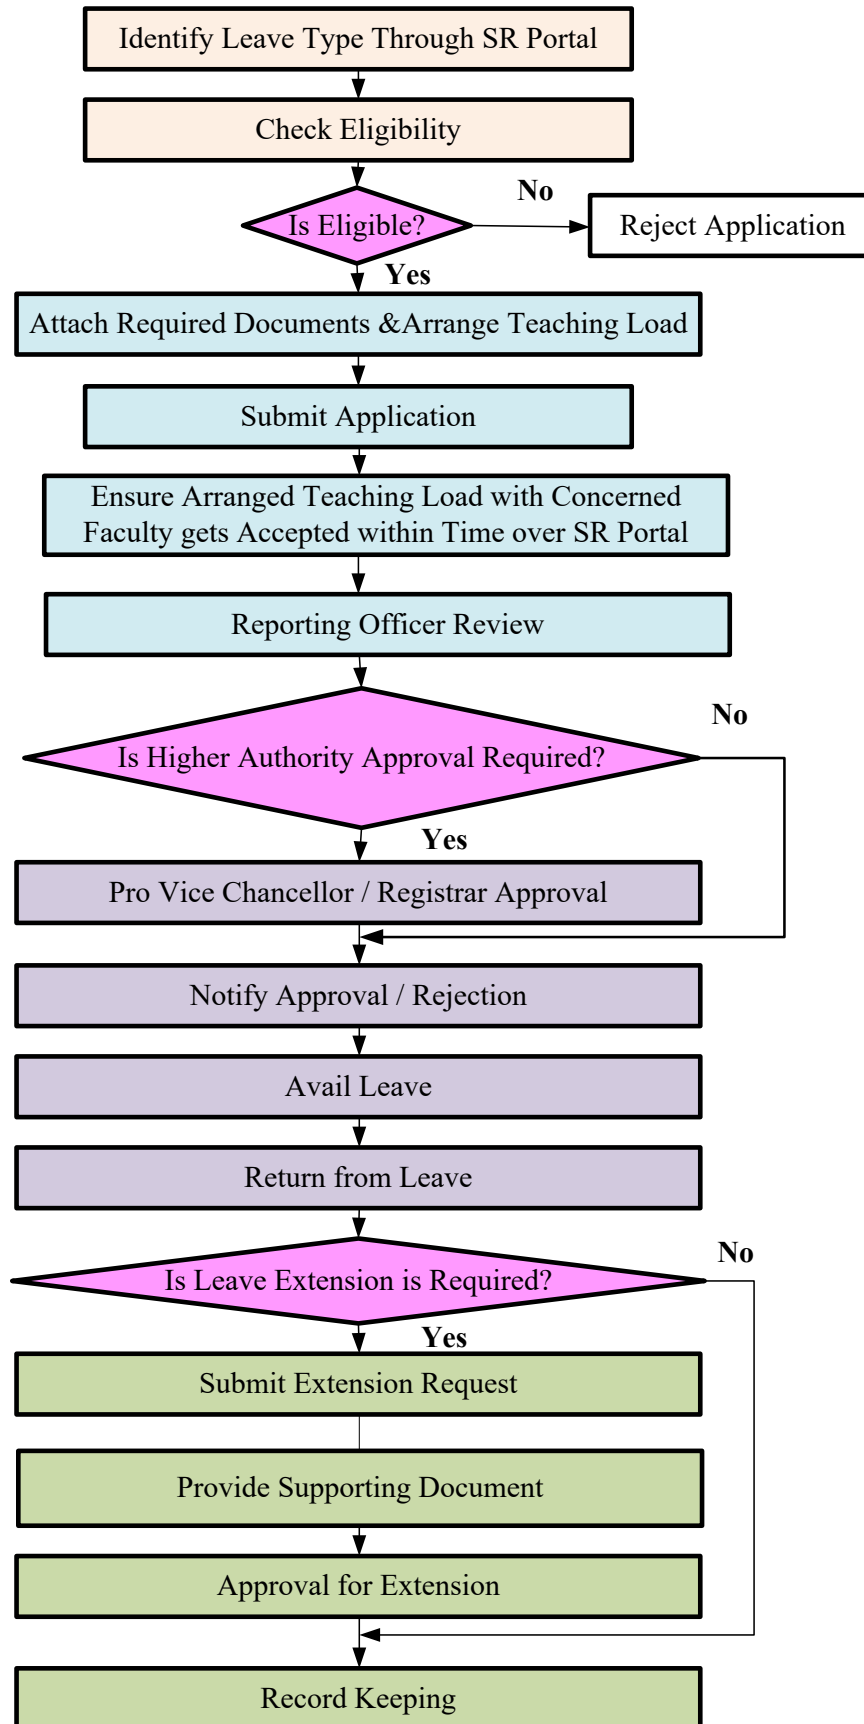 Identify Leave Type Through SR Portal
Check Eligibility
Is Eligible?
No
Reject Application
Yes
Attach Required Documents &Arrange Teaching Load
Submit Application
Ensure Arranged Teaching Load with Concerned
Faculty gets Accepted within Time over SR Portal
Reporting Officer Review
No
Is Higher Authority Approval Required?
Yes
Pro Vice Chancellor / Registrar Approval
Notify Approval / Rejection
Avail Leave
Return from Leave
No
Is Leave Extension is Required?
Yes
Submit Extension Request
Provide Supporting Document
Approval for Extension
Record Keeping